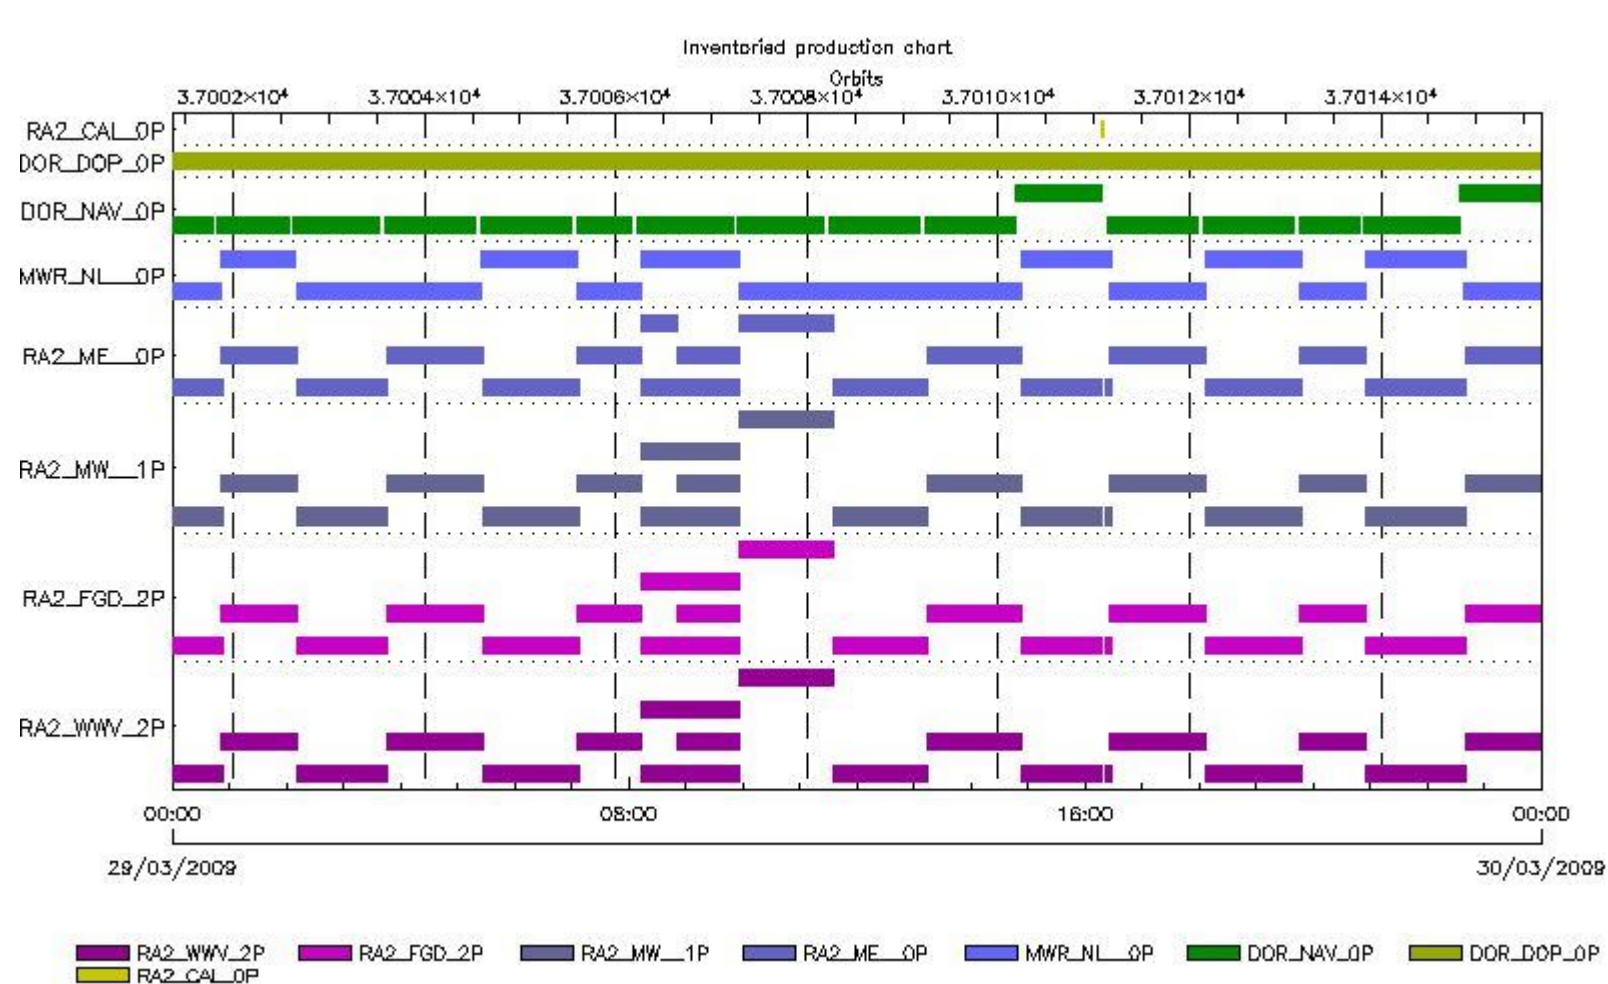 Inventoried production chart
Orbits
3.7002×10⁴ 3.7004×10⁴ 3.7006×10⁴ 3.7008×10⁴ 3.7010×10⁴ 3.7012×10⁴ 3.7014×10⁴
RA2_CAL_0P
DOR_DOP_0P
DOR_NAV_0P
MWR_NL__0P
RA2_ME__0P
RA2_MW__1P
RA2_FGD_2P
RA2_WWV_2P
00:00 08:00 16:00 00:00
29/03/2009 30/03/2009
RA2_WWV_2P RA2_FGD_2P RA2_MW__1P RA2_ME__0P MWR_NL__0P DOR_NAV_0P DOR_DOP_0P
RA2_CAL_0P